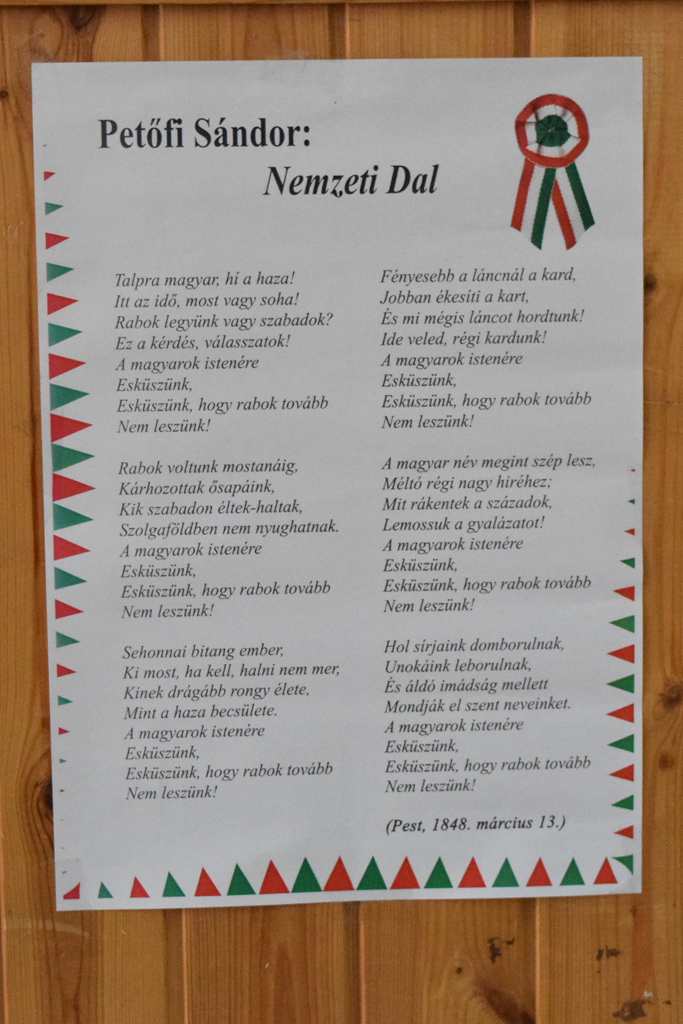 Petőfi Sándor:
Nemzeti Dal
Talpra magyar, hí a haza!
Itt az idő, most vagy soha!
Rabok legyünk vagy szabadok?
Ez a kérdés, válasszatok!
A magyarok istenére
Esküszünk,
Esküszünk, hogy rabok tovább
Nem leszünk!
Rabok voltunk mostanáig,
Kárhozottak ősapáink,
Kik szabadon éltek-haltak,
Szolgaföldben nem nyughatnak.
A magyarok istenére
Esküszünk,
Esküszünk, hogy rabok tovább
Nem leszünk!
Sehonnai bitang ember,
Ki most, ha kell, halni nem mer,
Kinek drágább rongy élete,
Mint a haza becsülete.
A magyarok istenére
Esküszünk,
Esküszünk, hogy rabok tovább
Nem leszünk!
Fényesebb a láncnál a kard,
Jobban ékesíti a kart,
És mi mégis láncot hordtunk!
Ide veled, régi kardunk!
A magyarok istenére
Esküszünk,
Esküszünk, hogy rabok tovább
Nem leszünk!
A magyar név megint szép lesz,
Méltó régi nagy hiréhez;
Mit rákentek a századok,
Lemossuk a gyalázatot!
A magyarok istenére
Esküszünk,
Esküszünk, hogy rabok tovább
Nem leszünk!
Hol sírjaink domborulnak,
Unokáink leborulnak,
És áldó imádság mellett
Mondják el szent neveinket.
A magyarok istenére
Esküszünk,
Esküszünk, hogy rabok tovább
Nem leszünk!
(Pest, 1848. március 13.)